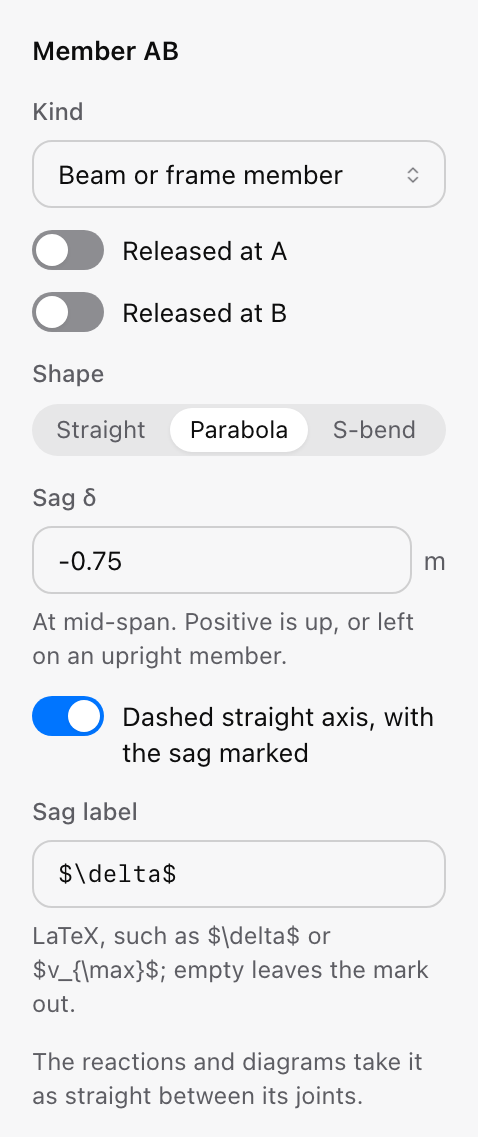 Member AB
Kind
Beam or frame member
Released at A
Released at B
Shape
Straight Parabola S-bend
Sag δ
-0.75 m
At mid-span. Positive is up, or left
on an upright member.
Dashed straight axis, with
the sag marked
Sag label
$\delta$
LaTeX, such as $\delta$ or
$v_{\max}$; empty leaves the mark
out.
The reactions and diagrams take it
as straight between its joints.